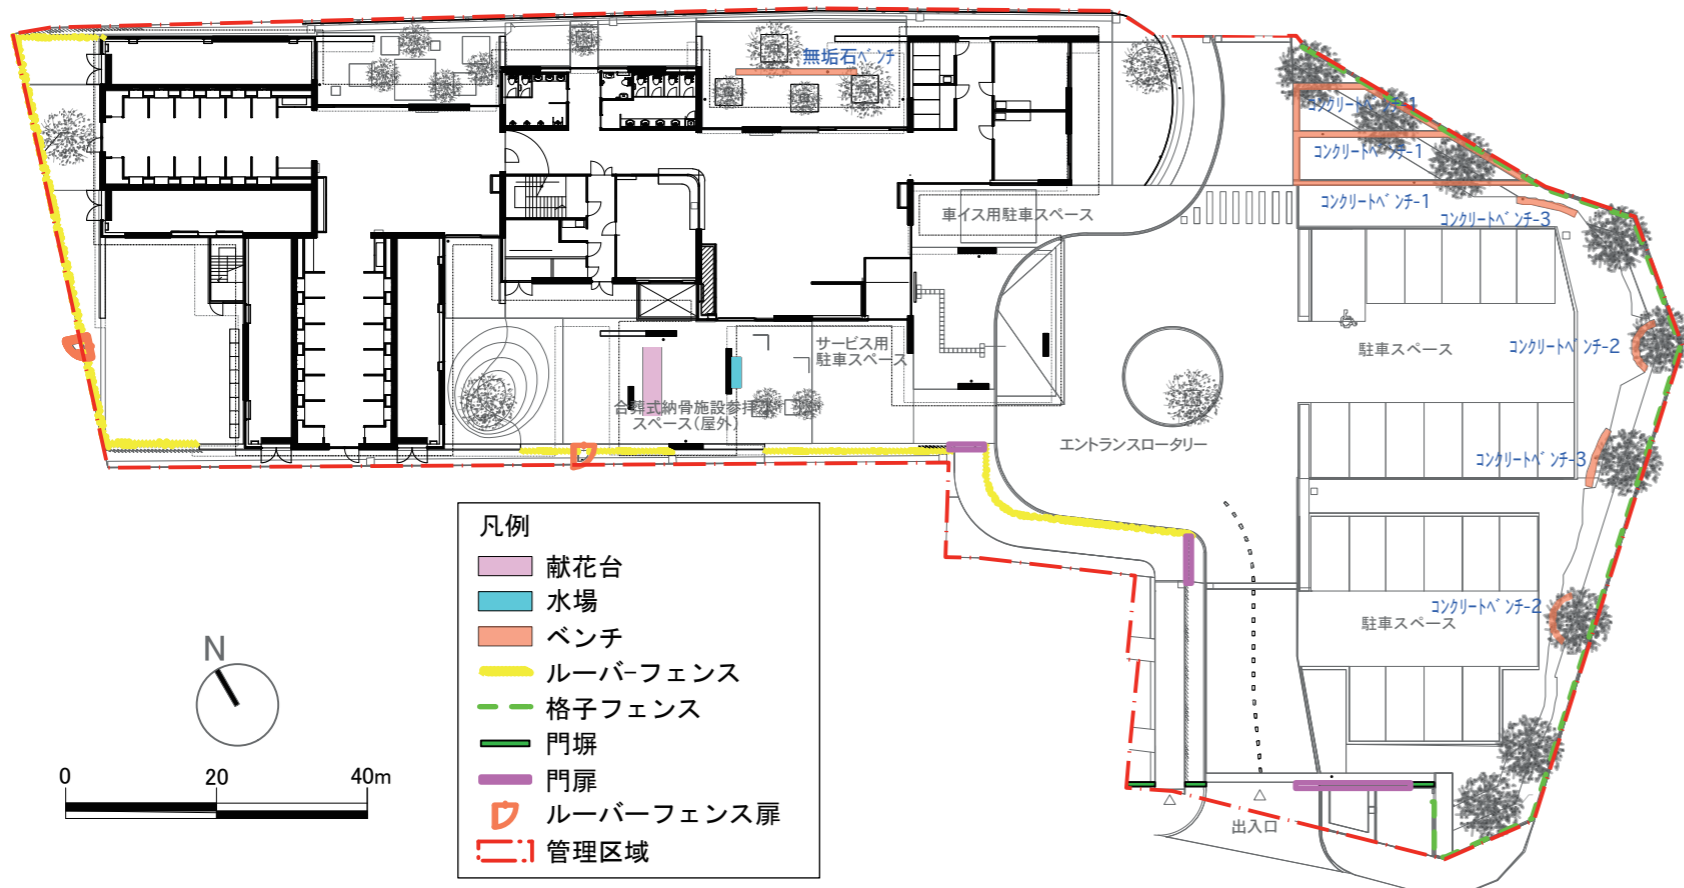 無垢石ベンチ
コンクリートベンチ-1
コンクリートベンチ-1
コンクリートベンチ-1
コンクリートベンチ-3
車イス用駐車スペース
サービス用
駐車スペース
駐車スペース
コンクリートベンチ-2
合葬式納骨施設参拝
スペース(屋外)
エントランスロータリー
コンクリートベンチ-3
コンクリートベンチ-2
駐車スペース
出入口
凡例
献花台
水場
ベンチ
ルーバ-フェンス
格子フェンス
門塀
門扉
ルーバーフェンス扉
管理区域
N
0 20 40m